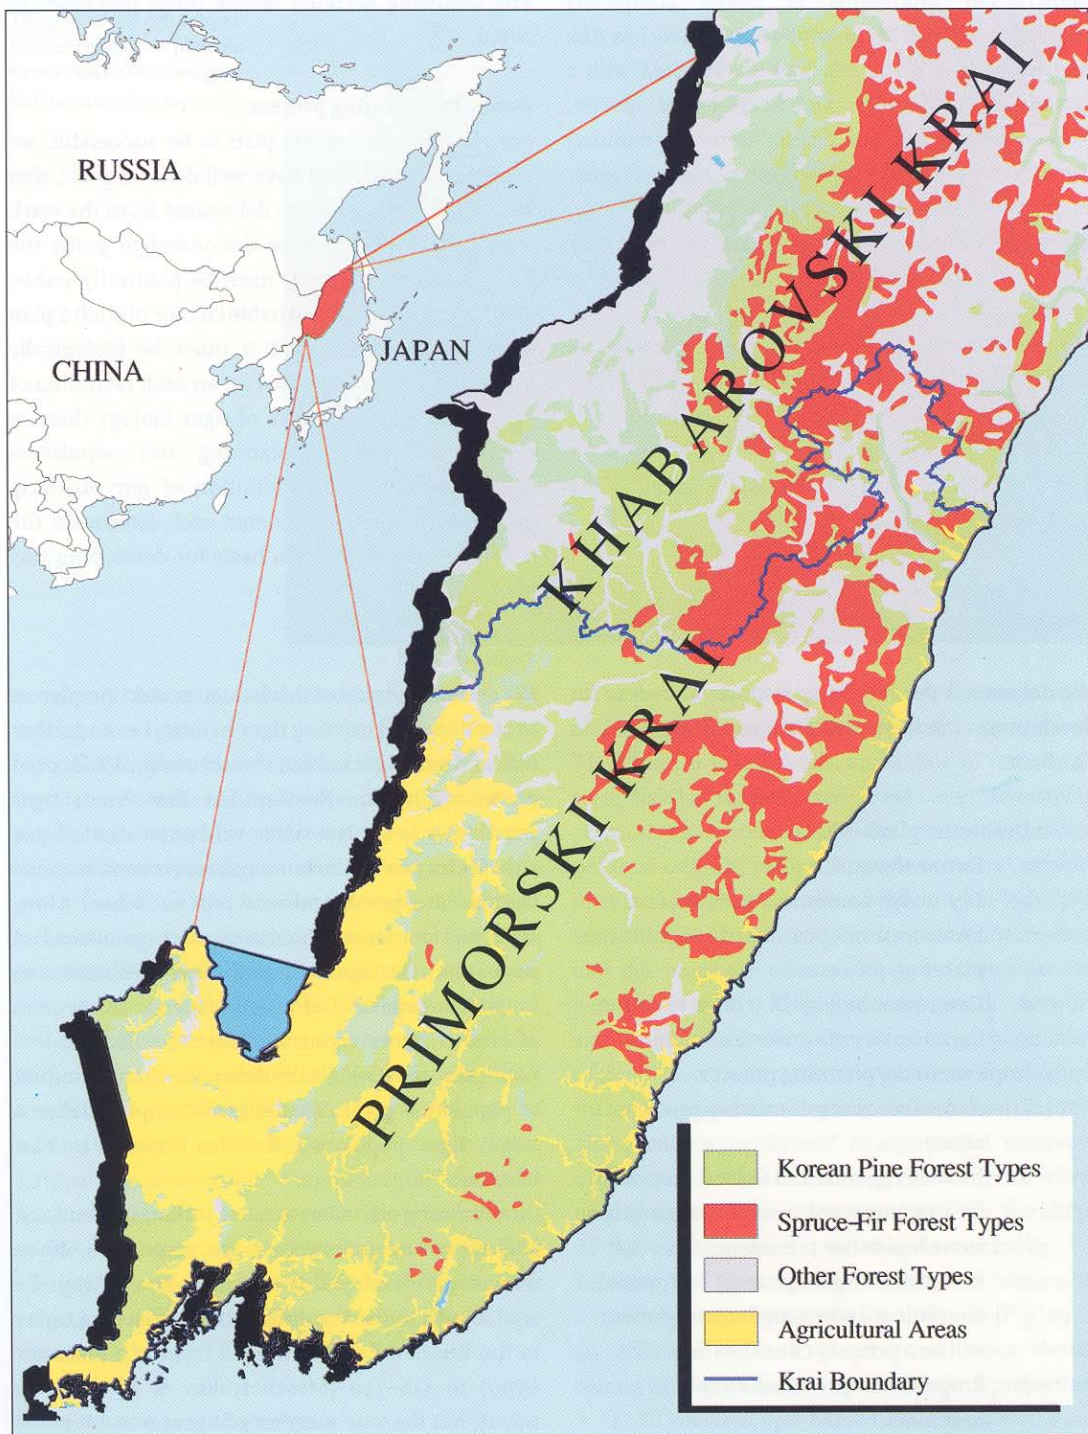 RUSSIA
CHINA
JAPAN
KHABAROVSKI KRAI
PRIMORSKI KRAI
Korean Pine Forest Types
Spruce-Fir Forest Types
Other Forest Types
Agricultural Areas
Krai Boundary